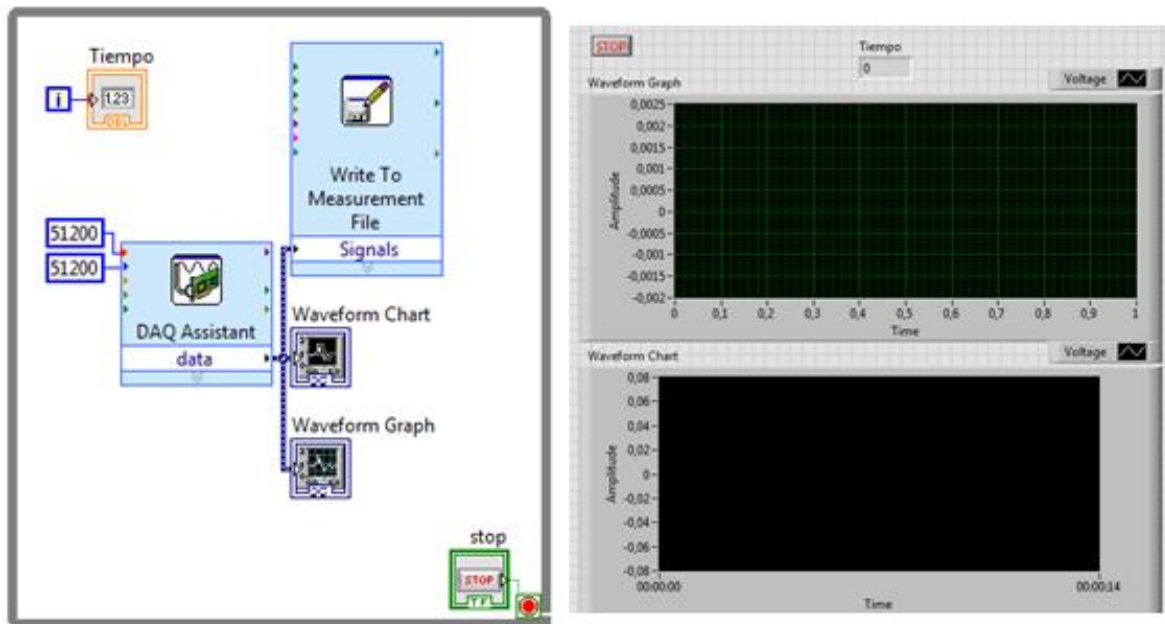 Tiempo
i
1.23
DBL
Write To
Measurement
File
Signals
51200
51200
DAQ Assistant
data
Waveform Chart
Waveform Graph
stop
STOP
TF
STOP
Tiempo
0
Waveform Graph
Voltage
Amplitude
0,0025
0,002
0,0015
0,001
0,0005
0
-0,0005
-0,001
-0,0015
-0,002
0 0,1 0,2 0,3 0,4 0,5 0,6 0,7 0,8 0,9 1
Time
Waveform Chart
Voltage
Amplitude
0,08
0,06
0,04
0,02
0
-0,02
-0,04
-0,06
-0,08
00:00:00 00:00:14
Time